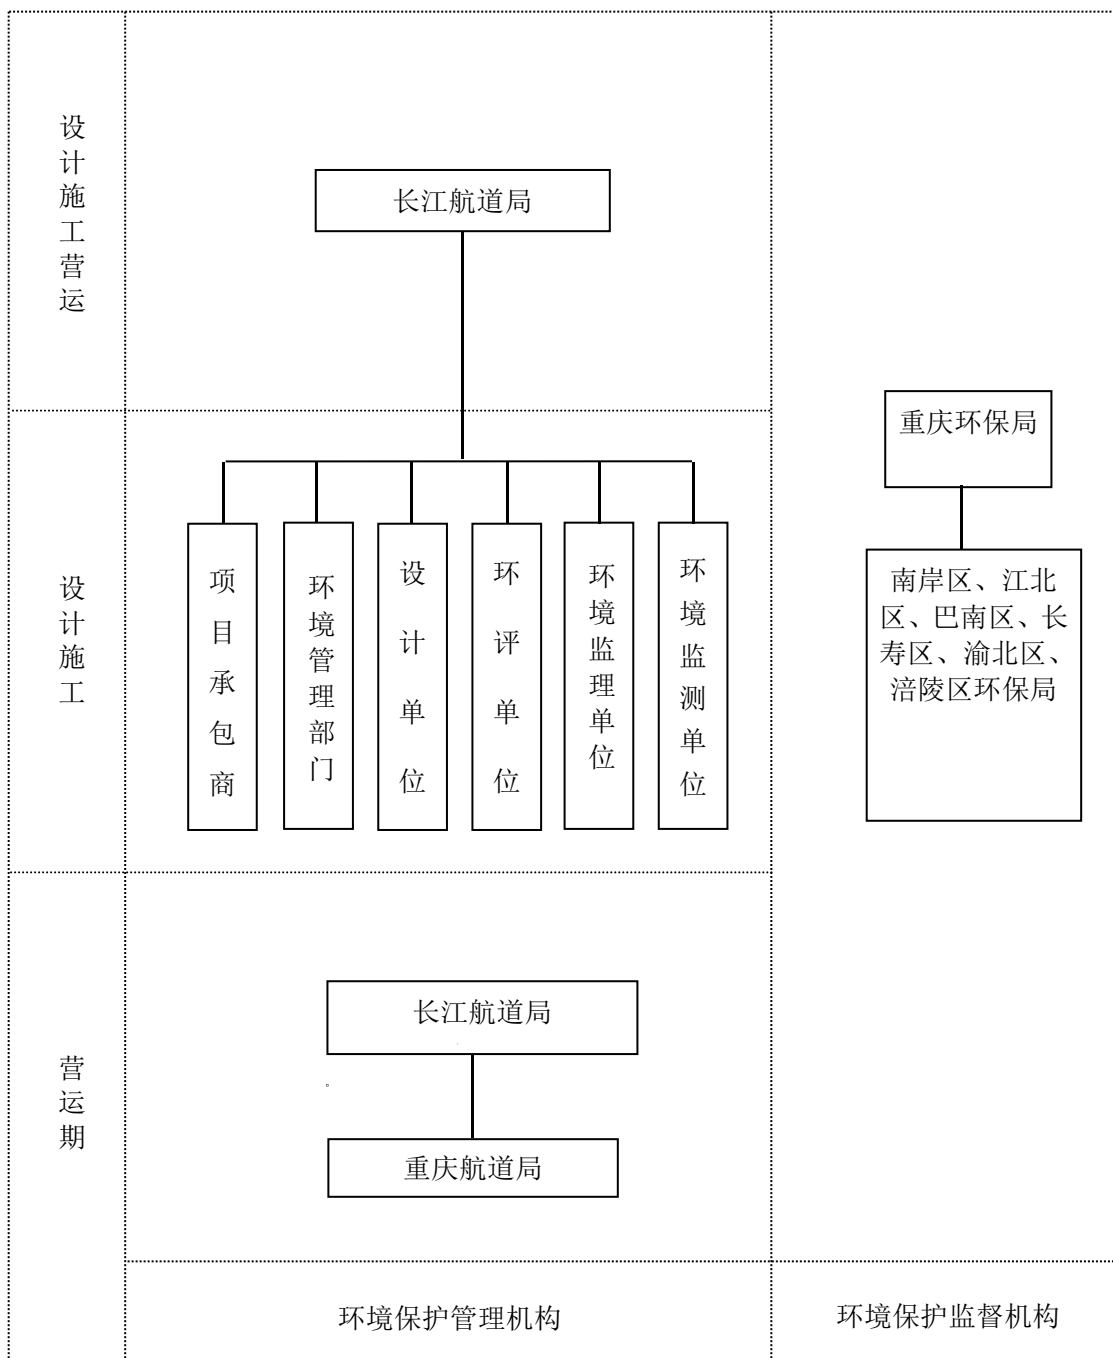 设计施工营运
长江航道局
重庆环保局
设计施工
项目承包商
环境管理部门
设计单位
环评单位
环境监理单位
环境监测单位
南岸区、江北
区、巴南区、长
寿区、渝北区、
涪陵区环保局
营运期
长江航道局
重庆航道局
环境保护管理机构
环境保护监督机构